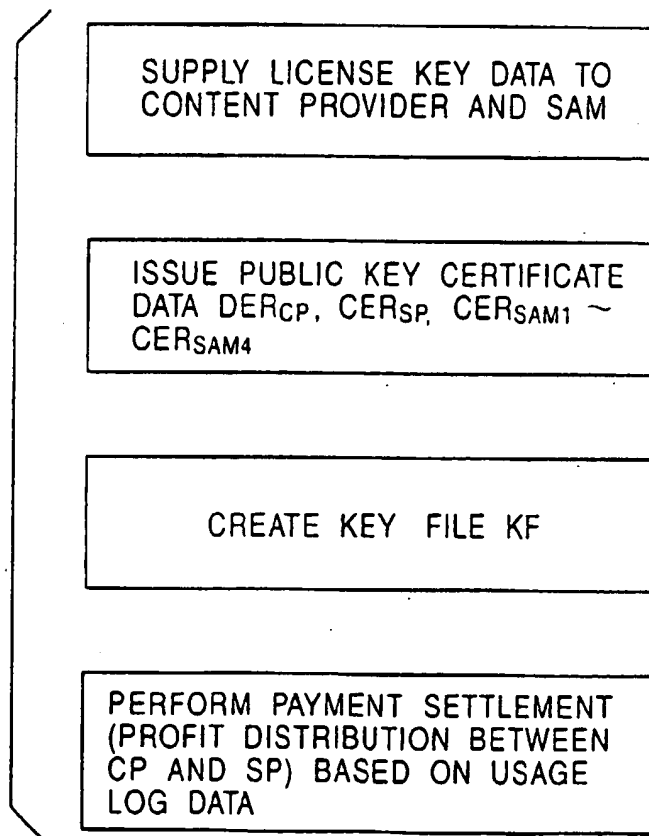 SUPPLY LICENSE KEY DATA TO
CONTENT PROVIDER AND SAM
ISSUE PUBLIC KEY CERTIFICATE
DATA DERCP, CERSP, CERSAM1 ~
CERSAM4
CREATE KEY FILE KF
PERFORM PAYMENT SETTLEMENT
(PROFIT DISTRIBUTION BETWEEN
CP AND SP) BASED ON USAGE
LOG DATA